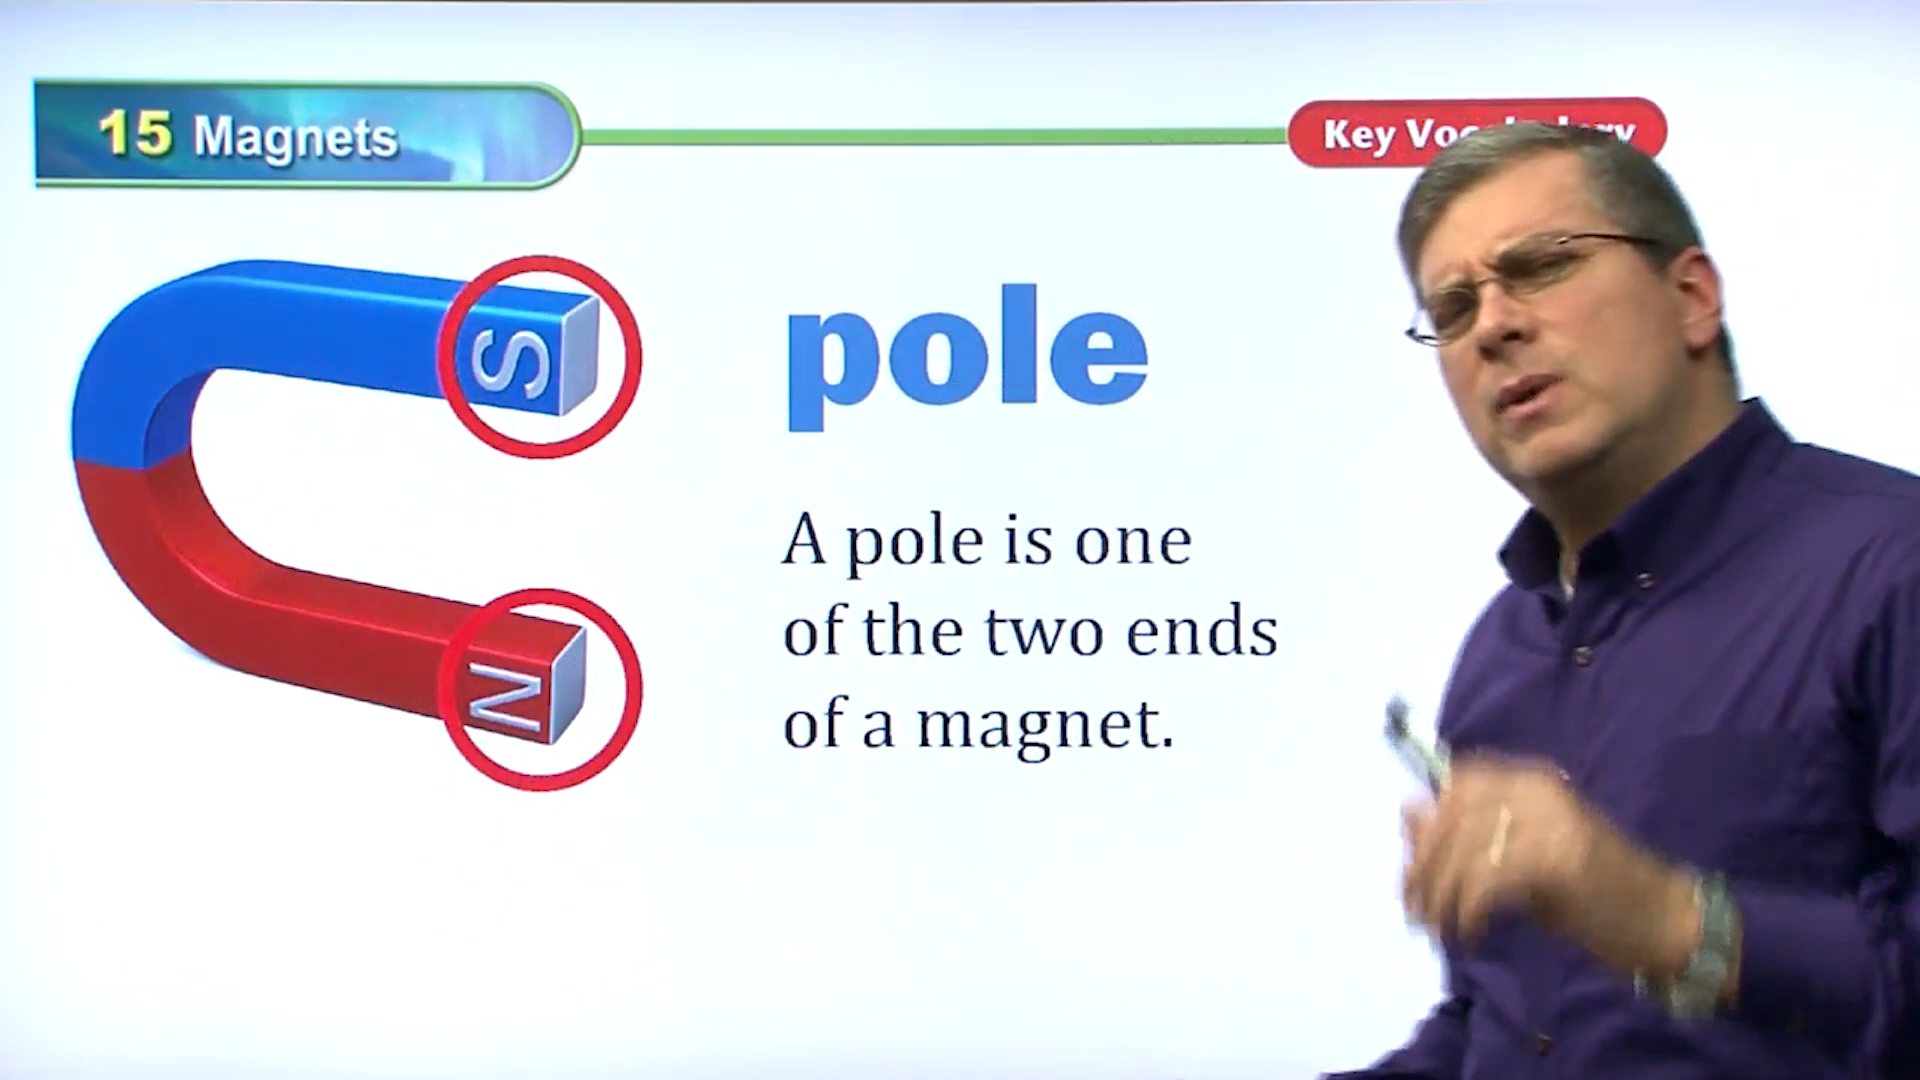 15 Magnets
Key
S
pole
A pole is one
of the two ends
of a magnet.
N